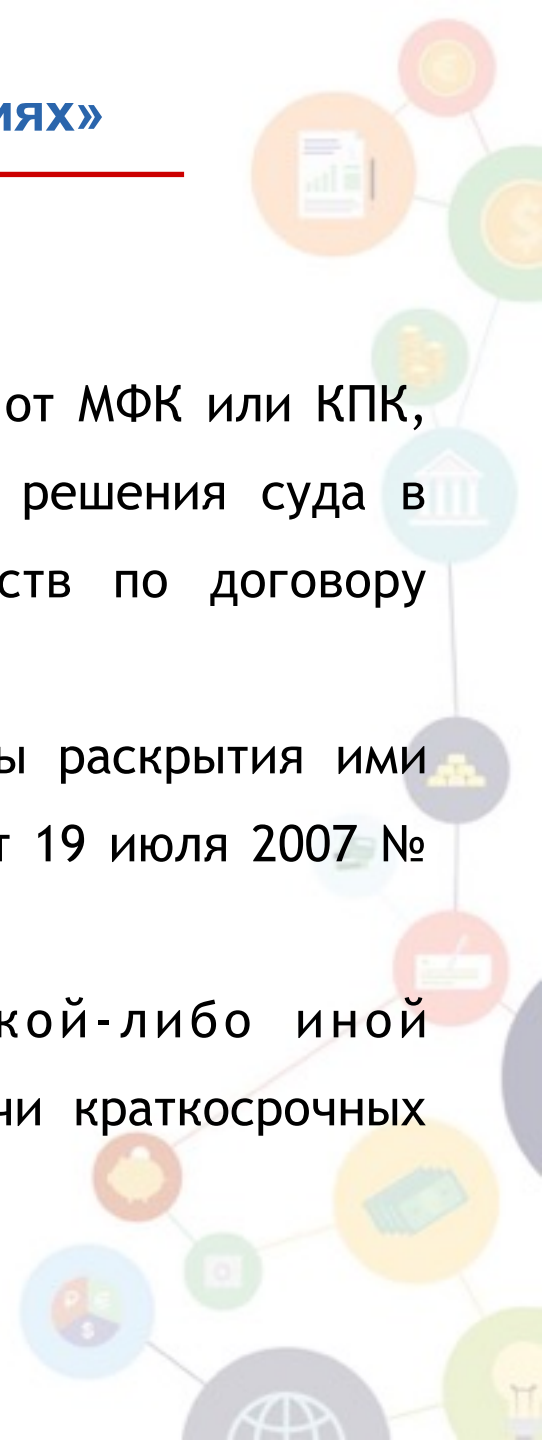 иях»
от МФК или КПК,
решения суда в
ств по договору
ы раскрытия ими
т 19 июля 2007 №
кой-либо иной
чи краткосрочных